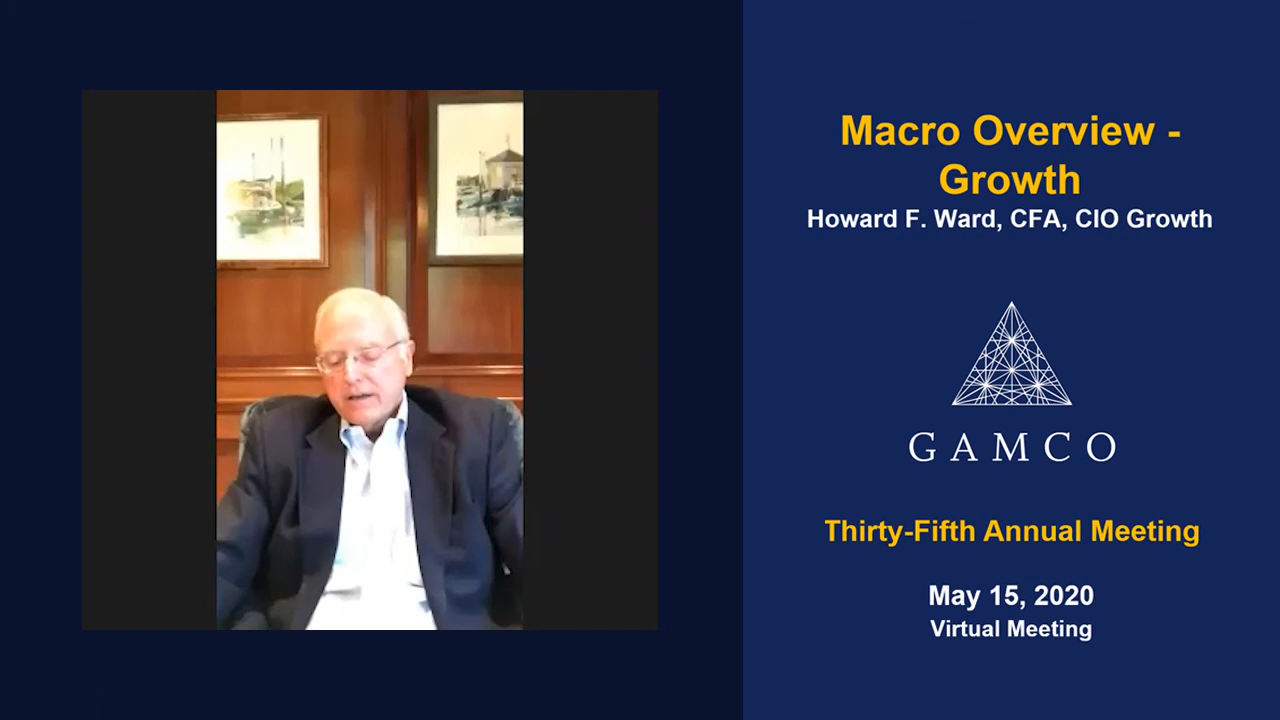 Macro Overview -
Growth
Howard F. Ward, CFA, CIO Growth
GAMCO
Thirty-Fifth Annual Meeting
May 15, 2020
Virtual Meeting